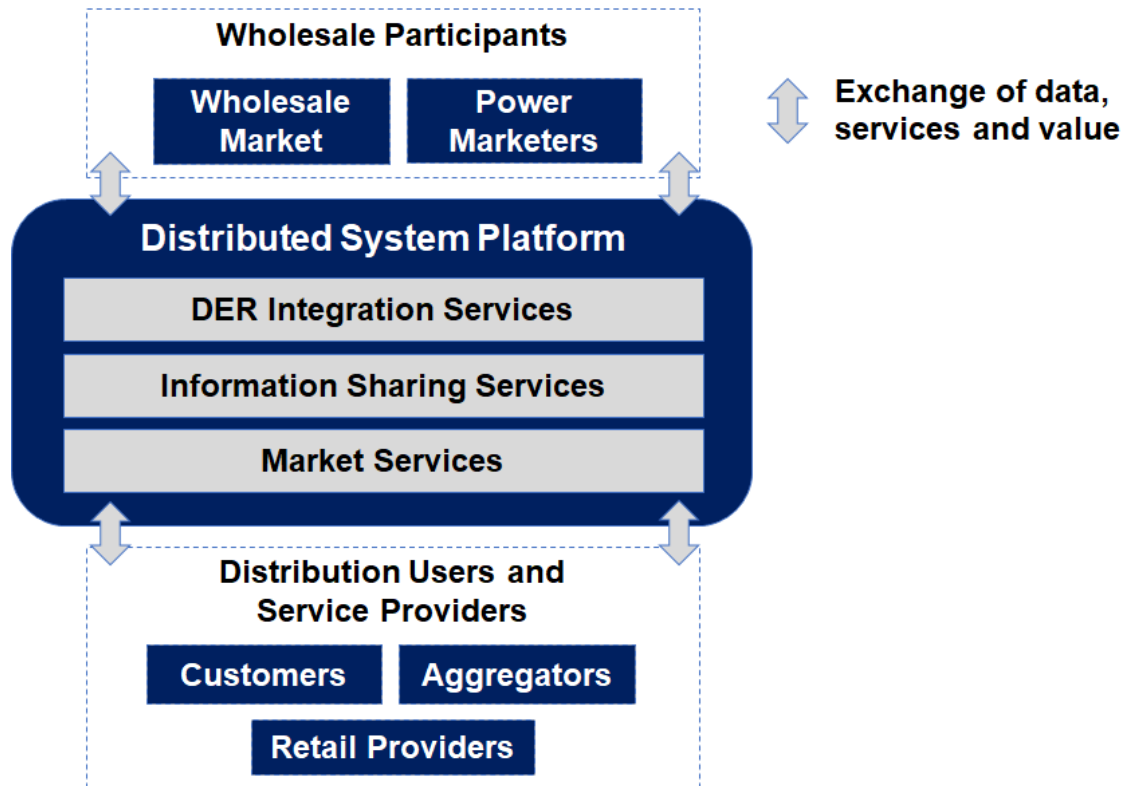 Wholesale Participants
Wholesale
Market
Power
Marketers
Exchange of data,
services and value
Distributed System Platform
DER Integration Services
Information Sharing Services
Market Services
Distribution Users and
Service Providers
Customers
Aggregators
Retail Providers